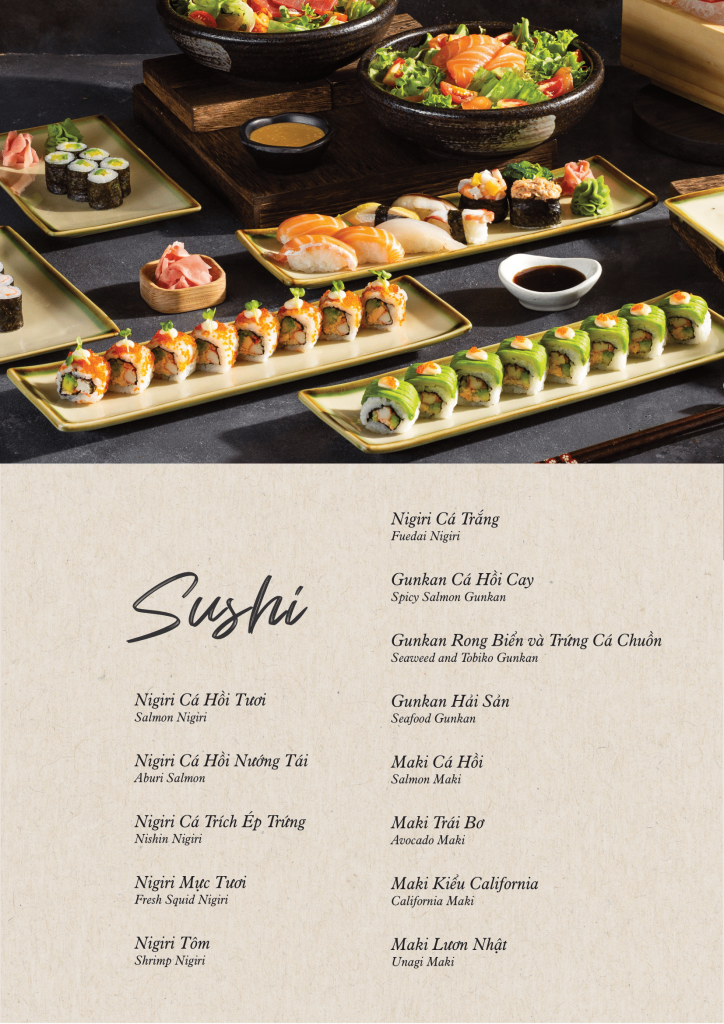 Sushi
Nigiri Cá Hồi Tươi
Salmon Nigiri
Nigiri Cá Hồi Nướng Tái
Aburi Salmon
Nigiri Cá Trích Ép Trứng
Nishin Nigiri
Nigiri Mực Tươi
Fresh Squid Nigiri
Nigiri Tôm
Shrimp Nigiri
Nigiri Cá Trắng
Fuedai Nigiri
Gunkan Cá Hồi Cay
Spicy Salmon Gunkan
Gunkan Rong Biển và Trứng Cá Chuồn
Seaweed and Tobiko Gunkan
Gunkan Hải Sản
Seafood Gunkan
Maki Cá Hồi
Salmon Maki
Maki Trái Bơ
Avocado Maki
Maki Kiểu California
California Maki
Maki Lươn Nhật
Unagi Maki